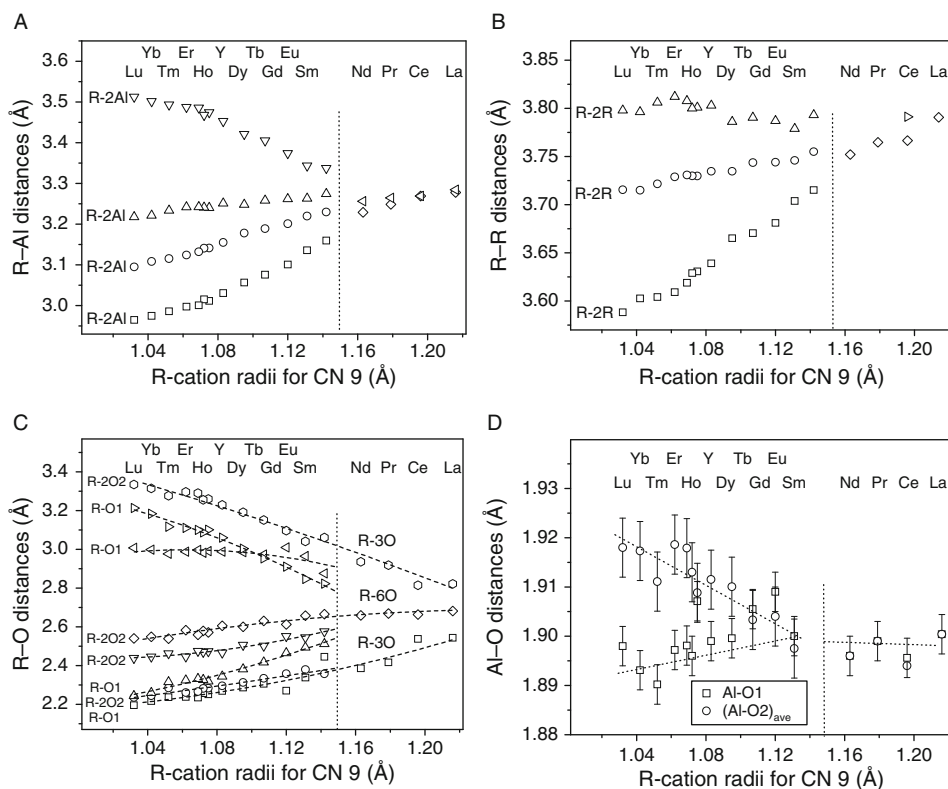 A
Yb Er Y Tb Eu
Lu Tm Ho Dy Gd Sm Nd Pr Ce La
3.6
3.5
3.4
3.3
3.2
3.1
3.0
R-2Al
R-2Al
R-2Al
R-2Al
R–Al distances (Å)
1.04 1.08 1.12 1.16 1.20
R-cation radii for CN 9 (Å)
B
Yb Er Y Tb Eu
Lu Tm Ho Dy Gd Sm Nd Pr Ce La
3.80
3.75
3.70
3.60
R-2R
R-2R
R-2R
R–R distances (Å)
1.04 1.08 1.12 1.16 1.20
R-cation radii for CN 9 (Å)
C
Yb Er Y Tb Eu
Lu Tm Ho Dy Gd Sm Nd Pr Ce La
3.4
3.2
3.0
2.8
2.6
2.4
2.2
R-2O2
R-O1
R-O1
R-2O2
R-2O2
R-O1
R-2O2
R-O1
R-3O
R-6O
R-3O
R–O distances (Å)
1.04 1.08 1.12 1.16 1.20
R-cation radii for CN 9 (Å)
D
Yb Er Y Tb Eu
Lu Tm Ho Dy Gd Sm Nd Pr Ce La
1.93
1.92
1.91
1.90
1.89
1.88
Al–O distances (Å)
Al-O1
(Al-O2)ave
1.04 1.08 1.12 1.16 1.20
R-cation radii for CN 9 (Å)